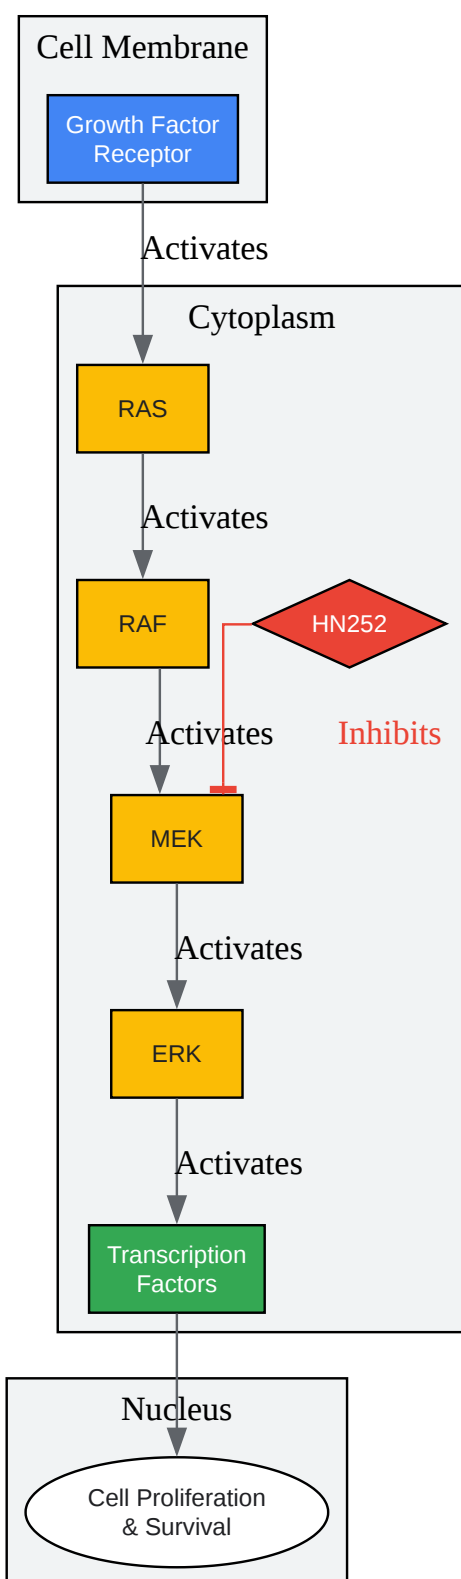 Cell Membrane
Growth Factor
Receptor
Activates
Cytoplasm
RAS
Activates
RAF
HN252
Activates
Inhibits
MEK
Activates
ERK
Activates
Transcription
Factors
Nucleus
Cell Proliferation
& Survival